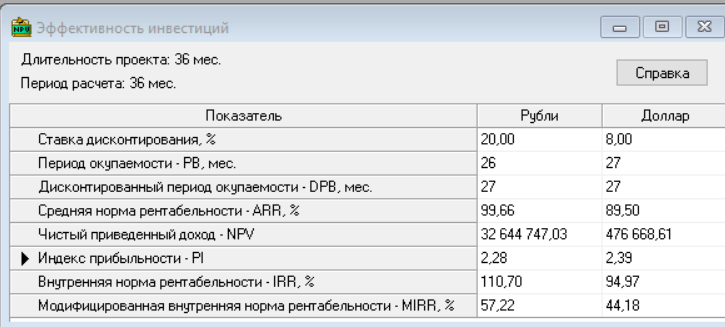 NPV Эффективность инвестиций
Длительность проекта: 36 мес.
Период расчета: 36 мес.
Справка
Показатель Рубли Доллар
Ставка дисконтирования, % 20,00 8,00
Период окупаемости - PB, мес. 26 27
Дисконтированный период окупаемости - DPB, мес. 27 27
Средняя норма рентабельности - ARR, % 99,66 89,50
Чистый приведенный доход - NPV 32 644 747,03 476 668,61
Индекс прибыльности - PI 2,28 2,39
Внутренняя норма рентабельности - IRR, % 110,70 94,97
Модифицированная внутренняя норма рентабельности - MIRR, % 57,22 44,18